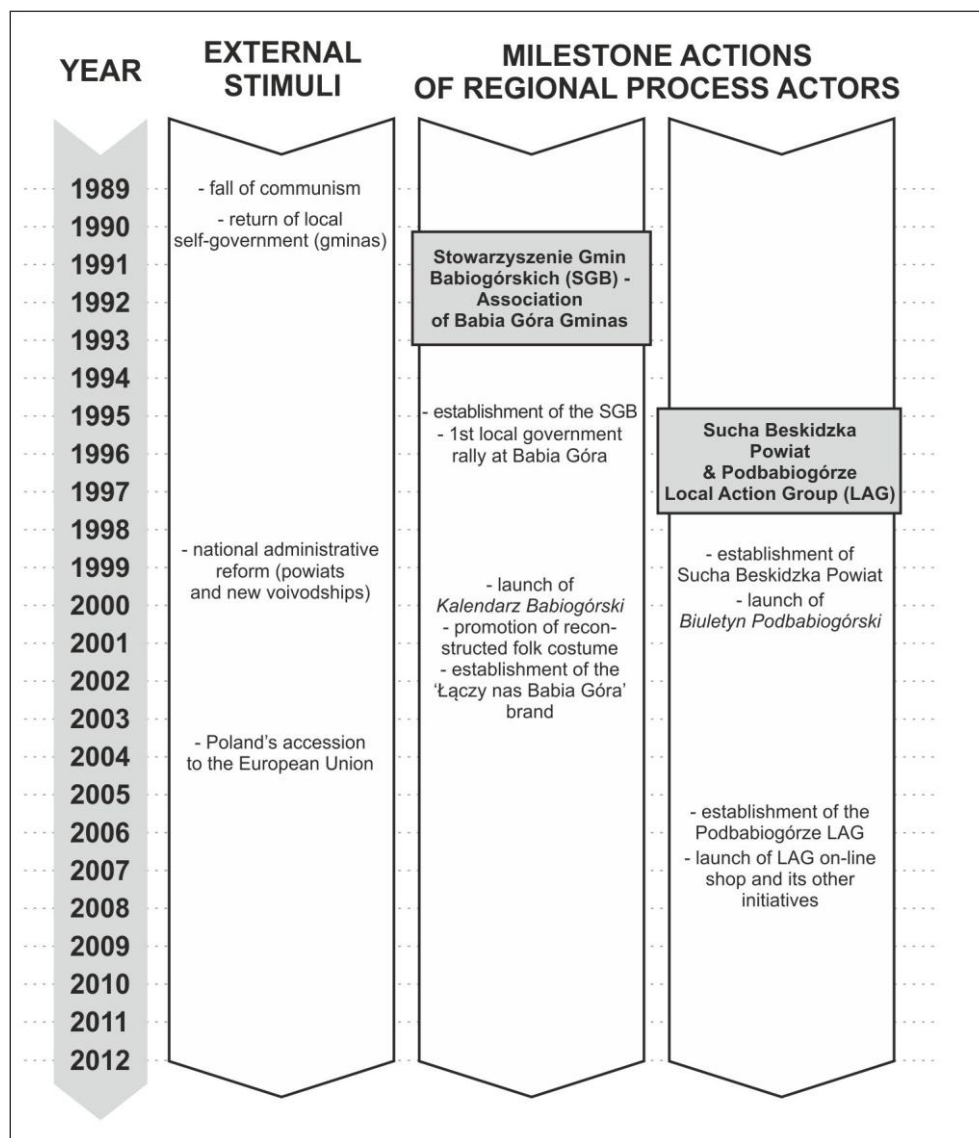 YEAR
EXTERNAL
STIMULI
MILESTONE ACTIONS
OF REGIONAL PROCESS ACTORS
1989
1990
1991
1992
1993
1994
1995
1996
1997
1998
1999
2000
2001
2002
2003
2004
2005
2006
2007
2008
2009
2010
2011
2012
- fall of communism
- return of local
self-government (gminas)
- national administrative
reform (powiats
and new voivodships)
- Poland's accession
to the European Union
Stowarzyszenie Gmin
Babiogórskich (SGB) -
Association
of Babia Góra Gminas
- establishment of the SGB
- 1st local government
rally at Babia Góra
- launch of
Kalendarz Babiogórski
- promotion of recon-
structed folk costume
- establishment of the
‘Łączy nas Babia Góra’
brand
Sucha Beskidzka
Powiat
& Podbabiogórze
Local Action Group (LAG)
- establishment of
Sucha Beskidzka Powiat
- launch of
Biuletyn Podbabiogórski
- establishment of the
Podbabiogórze LAG
- launch of LAG on-line
shop and its other
initiatives